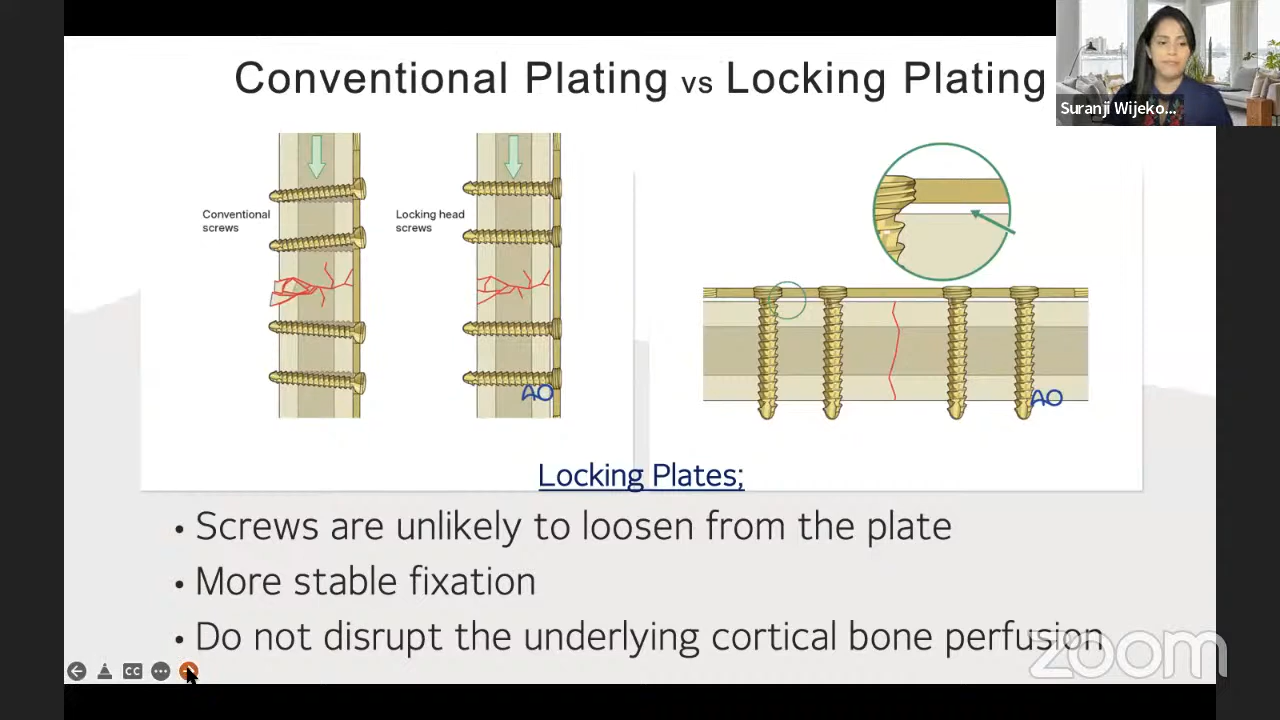 Conventional Plating vs Locking Plating
Suranji Wijeko...
Conventional
screws
Locking head
screws
AO
AO
Locking Plates;
• Screws are unlikely to loosen from the plate
• More stable fixation
• Do not disrupt the underlying cortical bone perfusion
CC
zoom